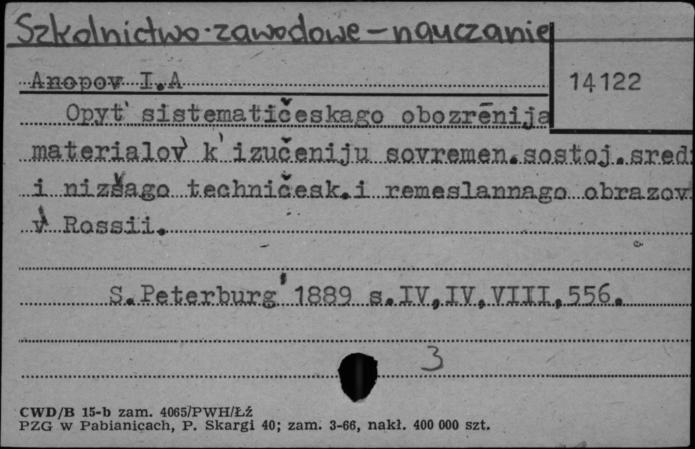 Szkolnictwo-zawodowe - nauczanie
Anopov I.A
14122
Opyt' sistematičeskago obozrēnija
materialov' k' izučeniju sovremen.sostoj.sred
i nizšago techničesk.i remeslannago obrazov
v' Rossii.
S.Peterburg' 1889 s.IV,IV,VIII,556.
3
CWD/B 15-b zam. 4065/PWH/Łź
PZG w Pabianicach, P. Skargi 40; zam. 3-66, nakł. 400 000 szt.